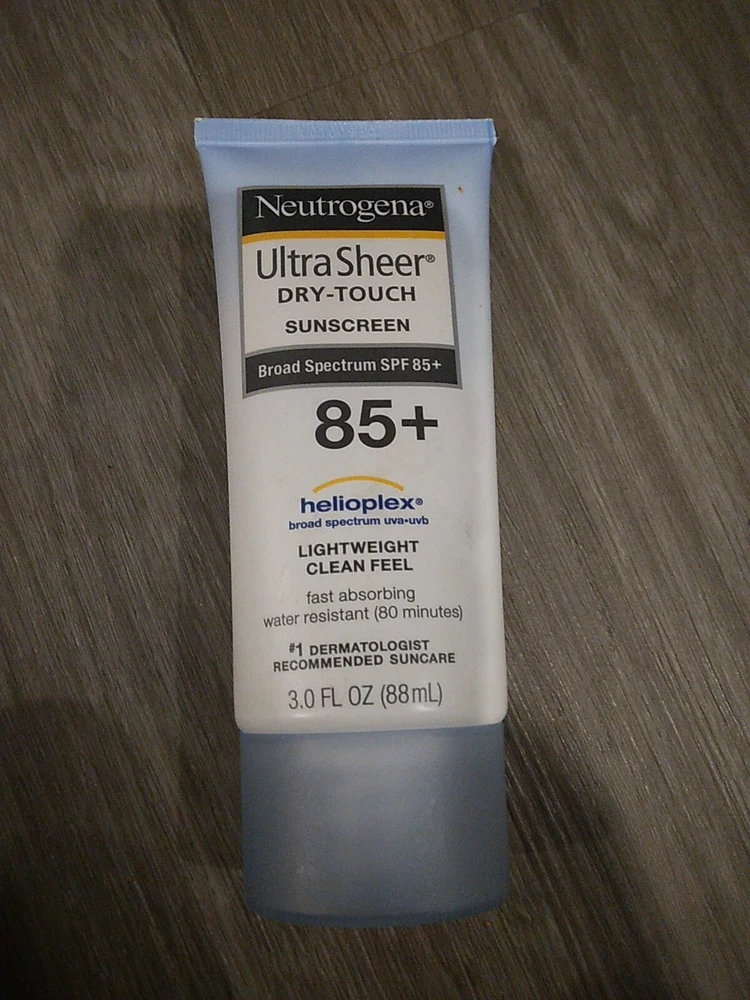 Neutrogena®
Ultra Sheer®
DRY-TOUCH
SUNSCREEN
Broad Spectrum SPF 85+
85+
helioplex®
broad spectrum uva•uvb
LIGHTWEIGHT
CLEAN FEEL
fast absorbing
water resistant (80 minutes)
#1 DERMATOLOGIST
RECOMMENDED SUNCARE
3.0 FL OZ (88mL)